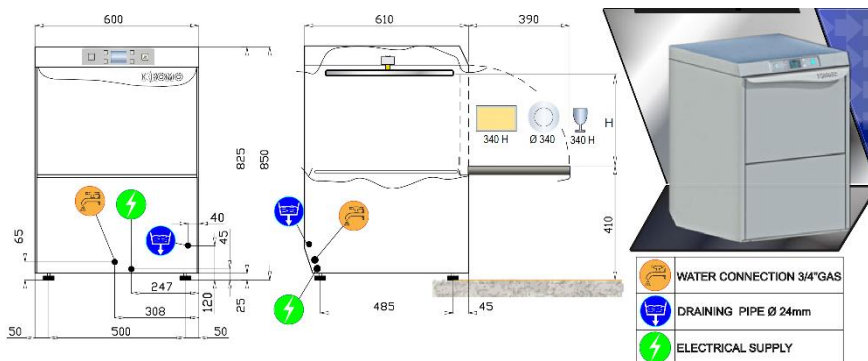 600
610
390
KROMO
H
340 H
Ø 340
340 H
825
850
40
45
65
410
247
120
25
308
485
45
50
500
50
WATER CONNECTION 3/4"GAS
DRAINING PIPE Ø 24mm
ELECTRICAL SUPPLY